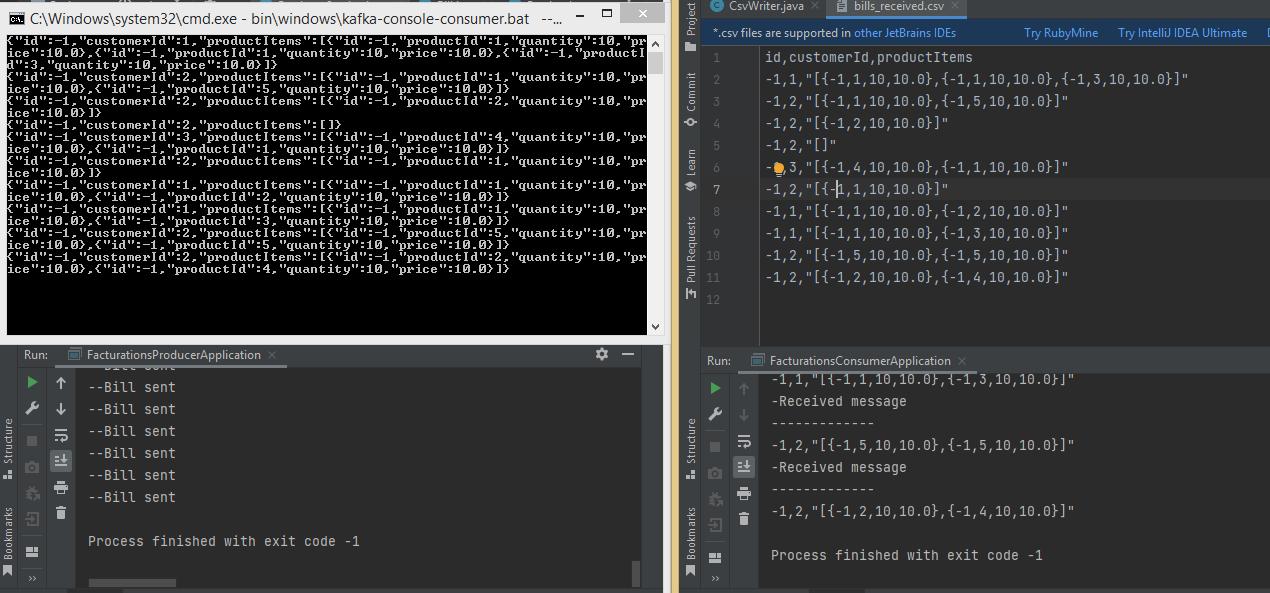 C:\Windows\system32\cmd.exe - bin\windows\kafka-console-consumer.bat --...
{"id":-1,"customerId":1,"productItems":[{"id":-1,"productId":1,"quantity":10,"pr
ice":10.0},{"id":-1,"productId":1,"quantity":10,"price":10.0},{"id":-1,"productI
d":3,"quantity":10,"price":10.0}]}
{"id":-1,"customerId":2,"productItems":[{"id":-1,"productId":1,"quantity":10,"pr
ice":10.0},{"id":-1,"productId":5,"quantity":10,"price":10.0}]}
{"id":-1,"customerId":2,"productItems":[{"id":-1,"productId":2,"quantity":10,"pr
ice":10.0}]}
{"id":-1,"customerId":2,"productItems":[]}
{"id":-1,"customerId":3,"productItems":[{"id":-1,"productId":4,"quantity":10,"pr
ice":10.0},{"id":-1,"productId":1,"quantity":10,"price":10.0}]}
{"id":-1,"customerId":2,"productItems":[{"id":-1,"productId":1,"quantity":10,"pr
ice":10.0}]}
{"id":-1,"customerId":1,"productItems":[{"id":-1,"productId":1,"quantity":10,"pr
ice":10.0},{"id":-1,"productId":2,"quantity":10,"price":10.0}]}
{"id":-1,"customerId":1,"productItems":[{"id":-1,"productId":1,"quantity":10,"pr
ice":10.0},{"id":-1,"productId":3,"quantity":10,"price":10.0}]}
{"id":-1,"customerId":2,"productItems":[{"id":-1,"productId":5,"quantity":10,"pr
ice":10.0},{"id":-1,"productId":5,"quantity":10,"price":10.0}]}
{"id":-1,"customerId":2,"productItems":[{"id":-1,"productId":2,"quantity":10,"pr
ice":10.0},{"id":-1,"productId":4,"quantity":10,"price":10.0}]}
Run: FacturationsProducerApplication
--Bill sent
--Bill sent
--Bill sent
--Bill sent
--Bill sent
--Bill sent
--Bill sent
Process finished with exit code -1
Structure
Bookmarks
Project
Commit
Learn
Pull Requests
Structure
Bookmarks
CsvWriter.java bills_received.csv
*.csv files are supported in other JetBrains IDEs Try RubyMine Try IntelliJ IDEA Ultimate
1 id,customerId,productItems
2 -1,1,"[{-1,1,10,10.0},{-1,1,10,10.0},{-1,3,10,10.0}]"
3 -1,2,"[{-1,1,10,10.0},{-1,5,10,10.0}]"
4 -1,2,"[{-1,2,10,10.0}]"
5 -1,2,"[]"
6 - ,3,"[{-1,4,10,10.0},{-1,1,10,10.0}]"
7 -1,2,"[{-1,1,10,10.0}]"
8 -1,1,"[{-1,1,10,10.0},{-1,2,10,10.0}]"
9 -1,1,"[{-1,1,10,10.0},{-1,3,10,10.0}]"
10 -1,2,"[{-1,5,10,10.0},{-1,5,10,10.0}]"
11 -1,2,"[{-1,2,10,10.0},{-1,4,10,10.0}]"
12
Run: FacturationsConsumerApplication
-1,1,"[{-1,1,10,10.0},{-1,3,10,10.0}]"
-Received message
-------------
-1,2,"[{-1,5,10,10.0},{-1,5,10,10.0}]"
-Received message
-------------
-1,2,"[{-1,2,10,10.0},{-1,4,10,10.0}]"
Process finished with exit code -1